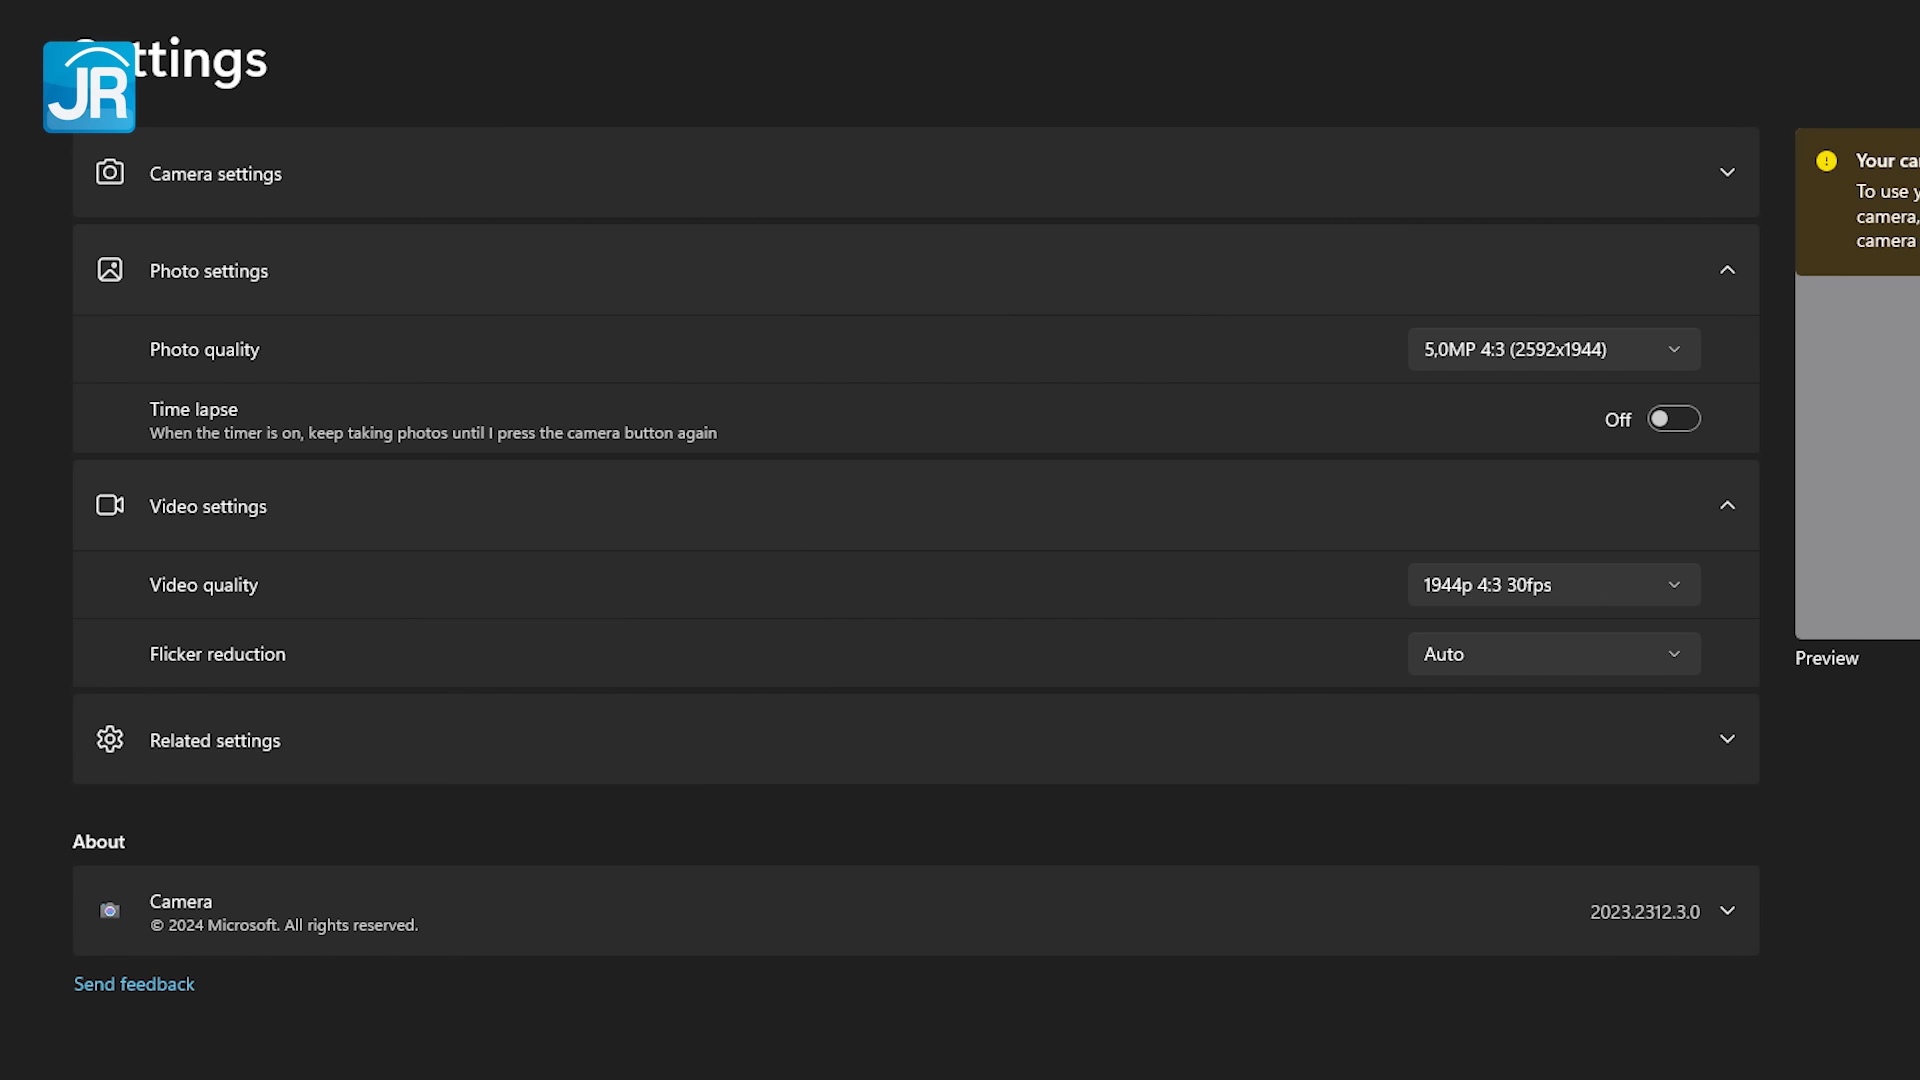 ttings
JR
Camera settings
Your ca
To use y
camera,
camera
Photo settings
Photo quality
5,0MP 4:3 (2592x1944)
Time lapse
When the timer is on, keep taking photos until I press the camera button again
Off
Video settings
Video quality
1944p 4:3 30fps
Flicker reduction
Auto
Preview
Related settings
About
Camera
© 2024 Microsoft. All rights reserved.
2023.2312.3.0
Send feedback